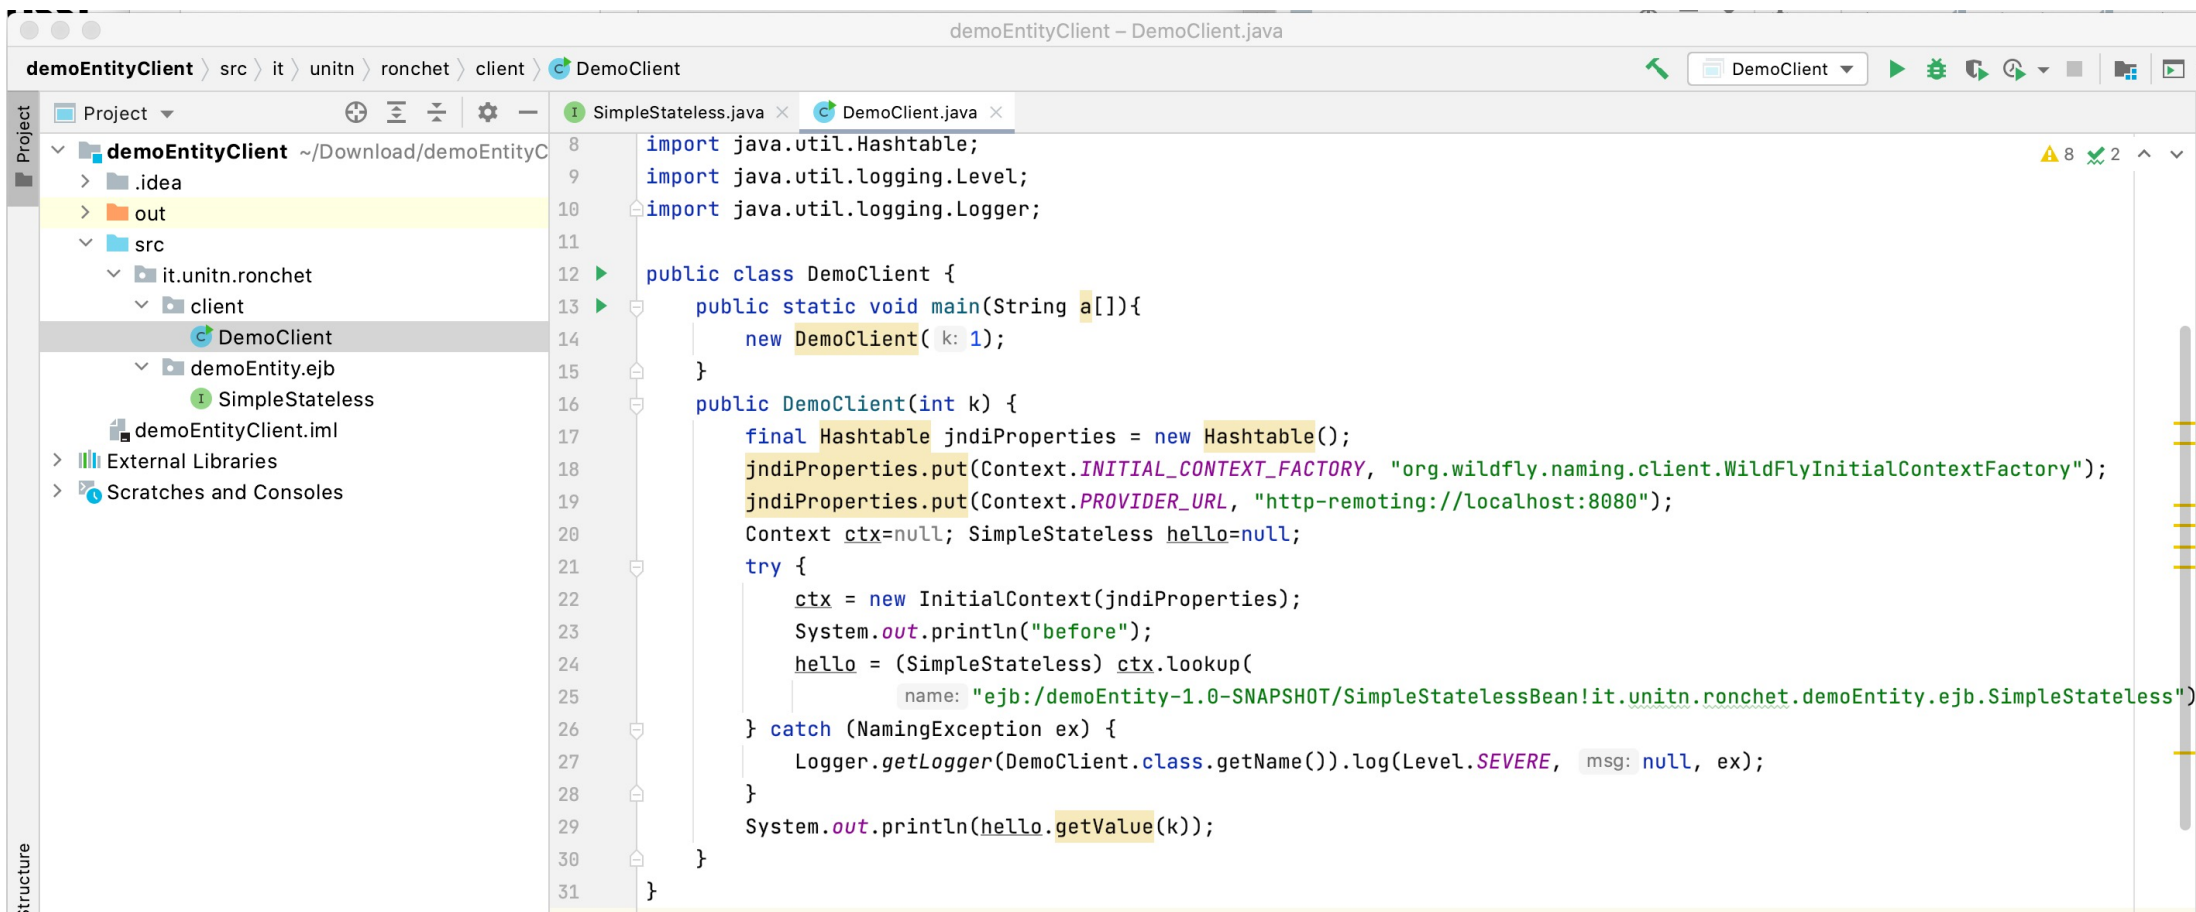 demoEntityClient – DemoClient.java
demoEntityClient src it unitn ronchet client DemoClient
DemoClient
Project
Project
SimpleStateless.java
DemoClient.java
demoEntityClient ~/Download/demoEntityC
.idea
out
src
it.unitn.ronchet
client
DemoClient
demoEntity.ejb
SimpleStateless
demoEntityClient.iml
External Libraries
Scratches and Consoles
Structure
8 2
8 import java.util.Hashtable;
9 import java.util.logging.Level;
10 import java.util.logging.Logger;
11
12 public class DemoClient {
13 public static void main(String a[]){
14 new DemoClient( k: 1);
15 }
16 public DemoClient(int k) {
17 final Hashtable jndiProperties = new Hashtable();
18 jndiProperties.put(Context.INITIAL_CONTEXT_FACTORY, "org.wildfly.naming.client.WildFlyInitialContextFactory");
19 jndiProperties.put(Context.PROVIDER_URL, "http-remoting://localhost:8080");
20 Context ctx=null; SimpleStateless hello=null;
21 try {
22 ctx = new InitialContext(jndiProperties);
23 System.out.println("before");
24 hello = (SimpleStateless) ctx.lookup(
25 name: "ejb:/demoEntity-1.0-SNAPSHOT/SimpleStatelessBean!it.unitn.ronchet.demoEntity.ejb.SimpleStateless")
26 } catch (NamingException ex) {
27 Logger.getLogger(DemoClient.class.getName()).log(Level.SEVERE, msg: null, ex);
28 }
29 System.out.println(hello.getValue(k));
30 }
31 }